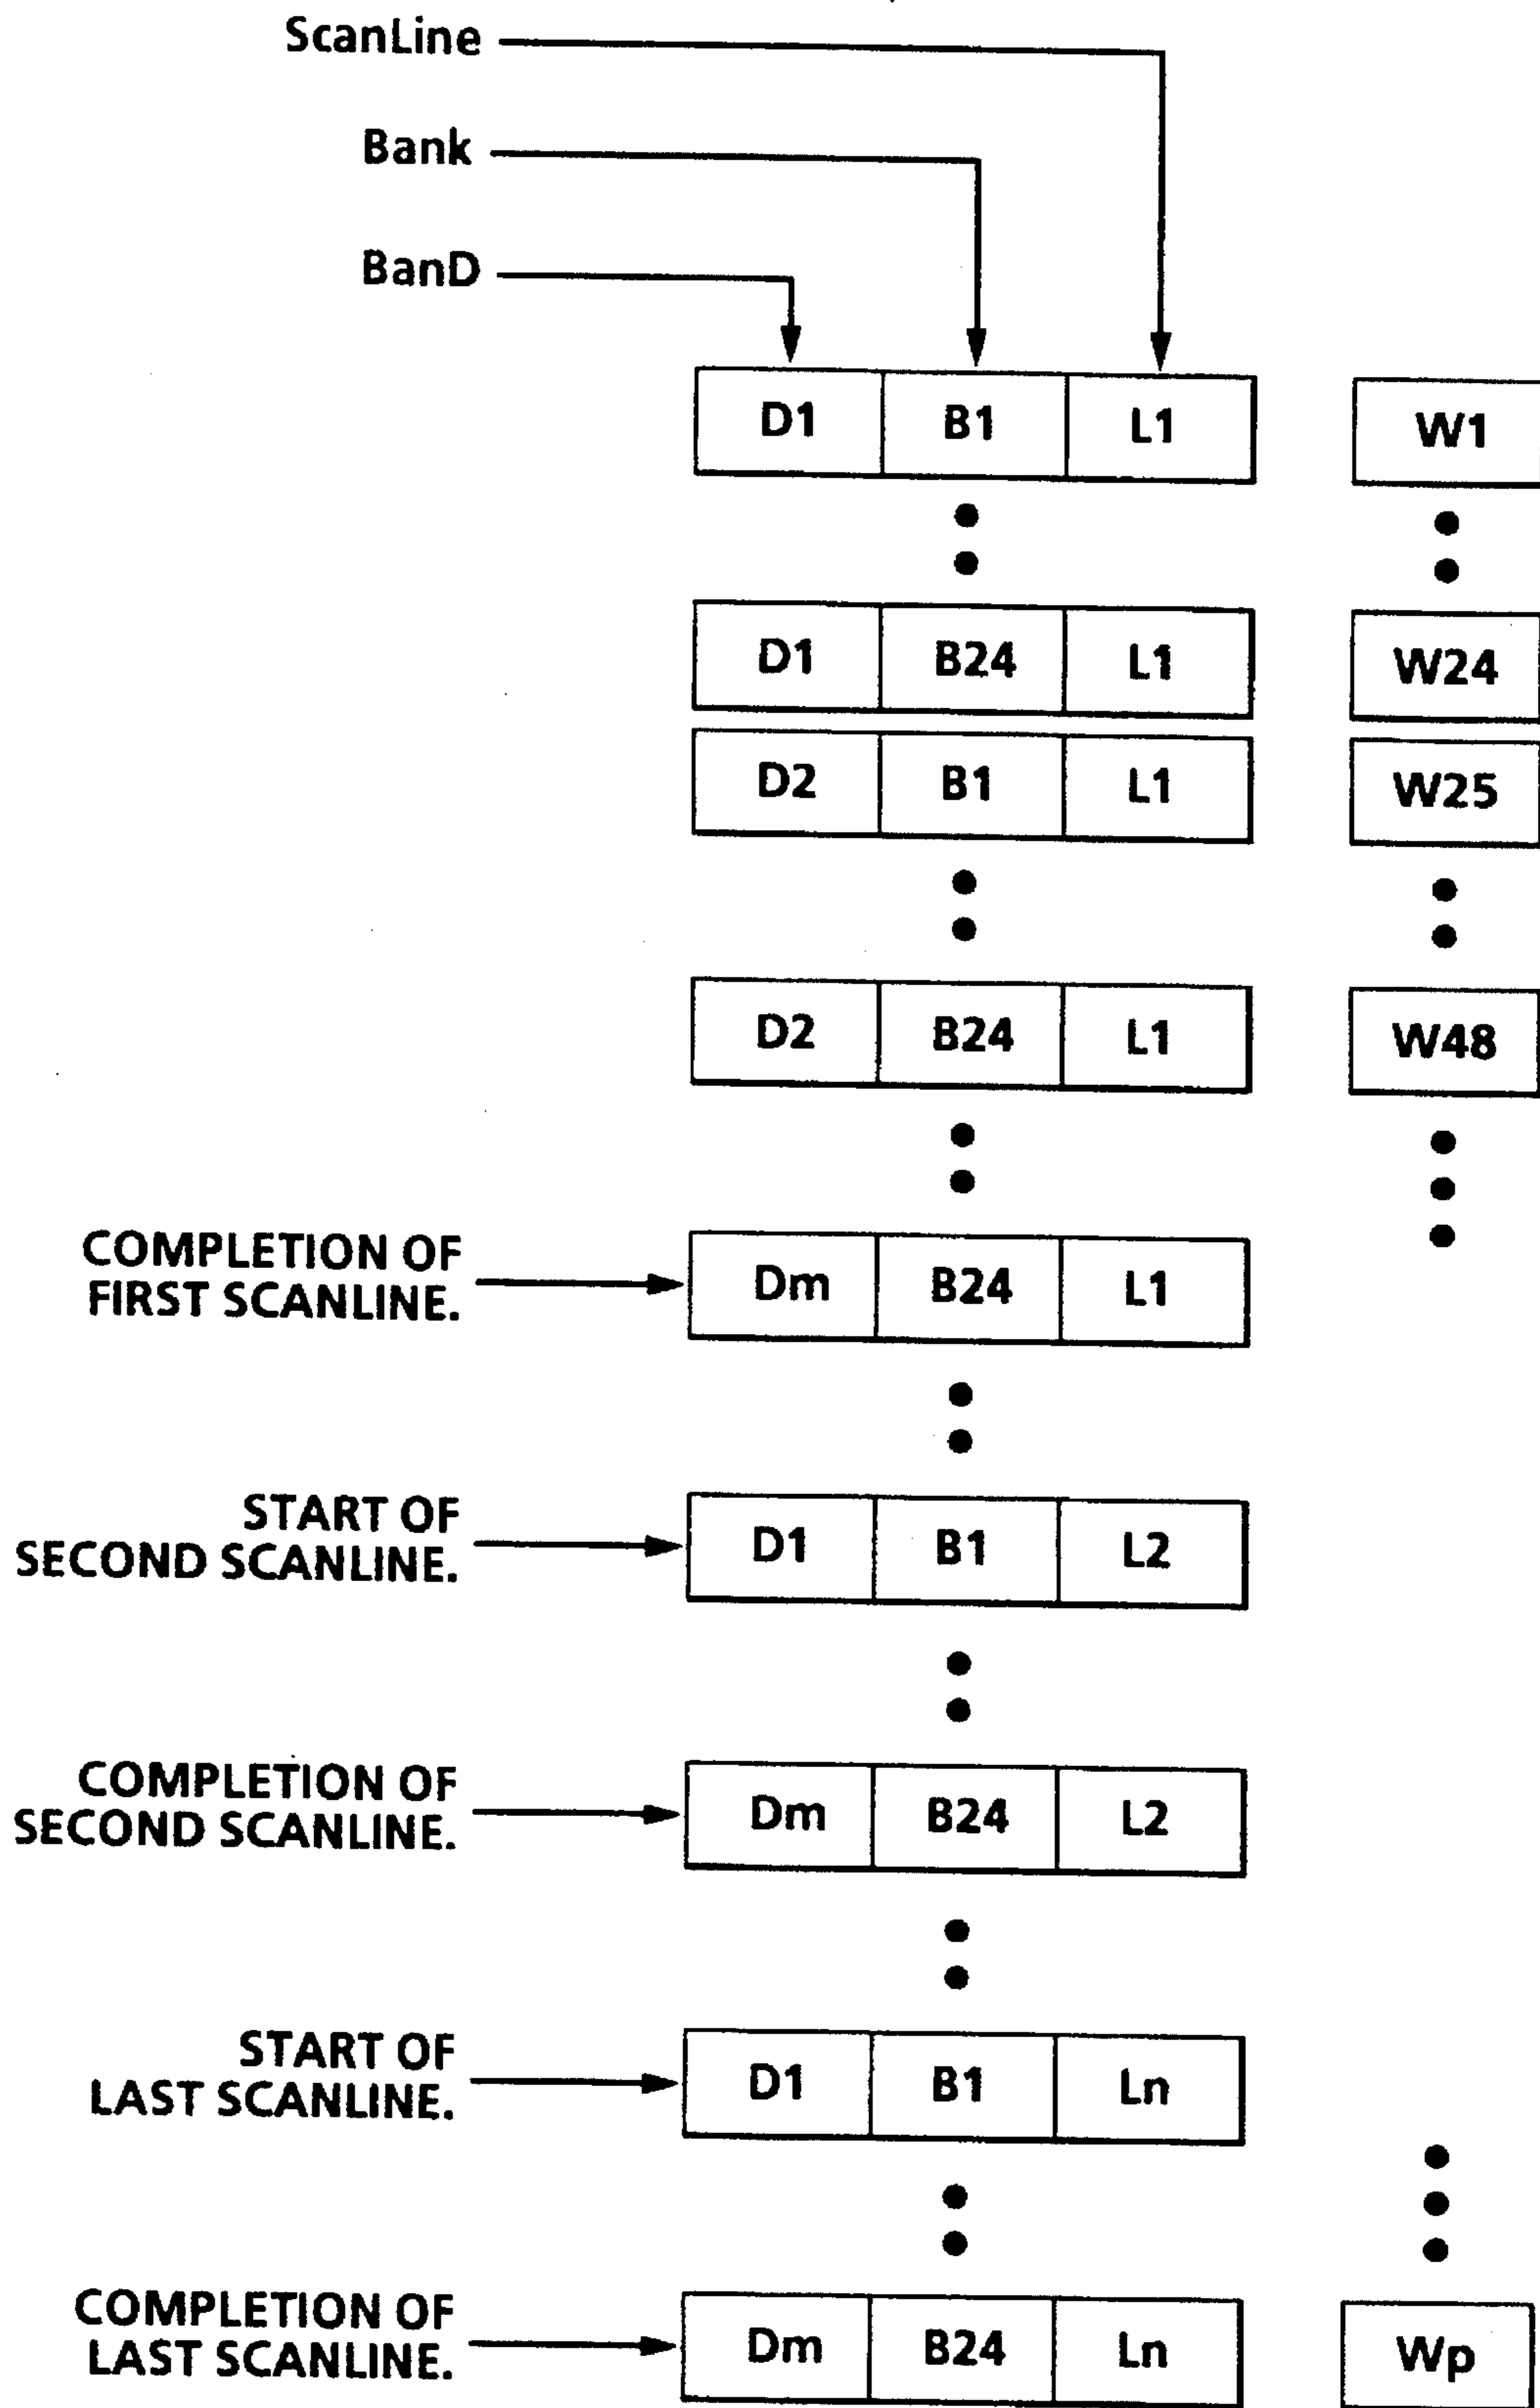 ScanLine
Bank
BanD
D1 B1 L1 W1
D1 B24 L1 W24
D2 B1 L1 W25
D2 B24 L1 W48
COMPLETION OF
FIRST SCANLINE.
Dm B24 L1
START OF
SECOND SCANLINE.
D1 B1 L2
COMPLETION OF
SECOND SCANLINE.
Dm B24 L2
START OF
LAST SCANLINE.
D1 B1 Ln
COMPLETION OF
LAST SCANLINE.
Dm B24 Ln Wp